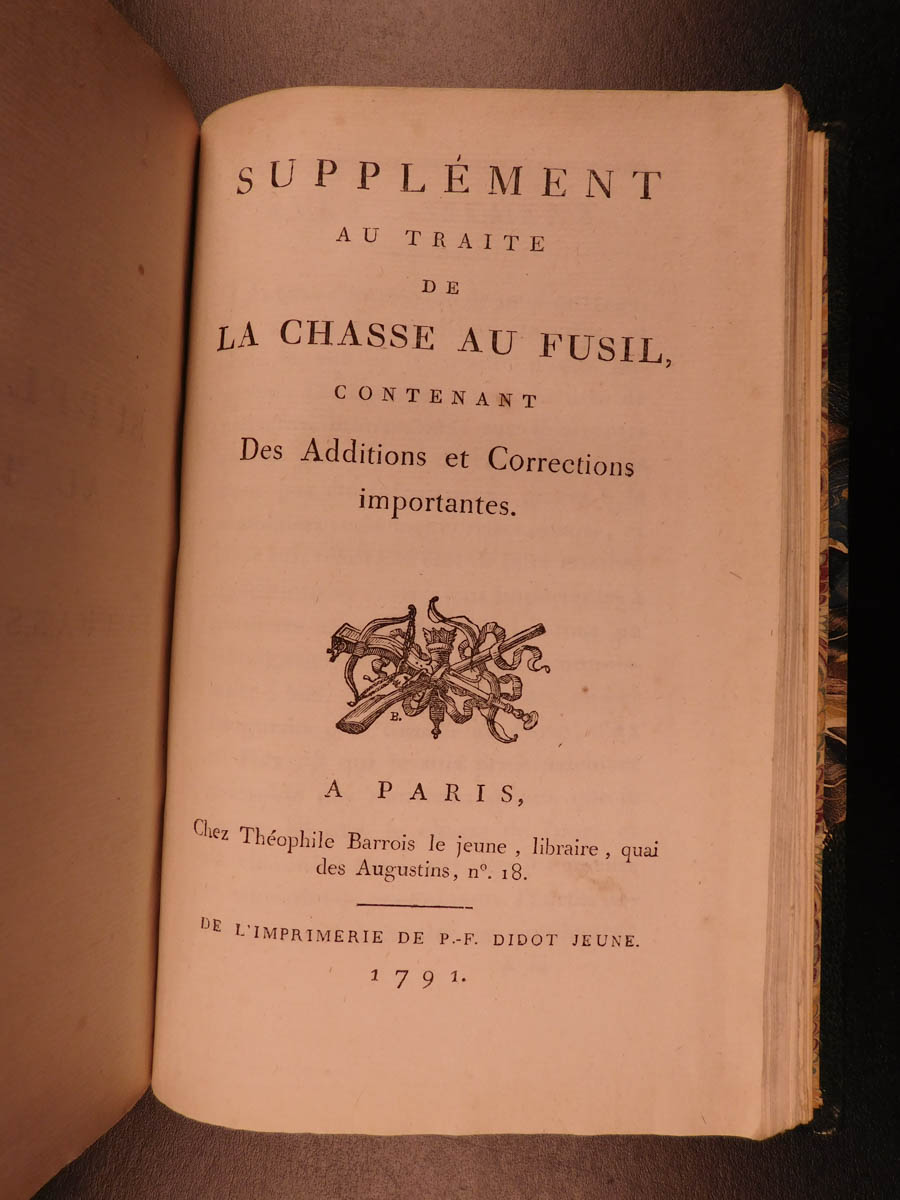 SUPPLÉMENT
AU TRAITE
DE
LA CHASSE AU FUSIL,
CONTENANT
Des Additions et Corrections
importantes.
B.
A PARIS,
Chez Théophile Barrois le jeune, libraire, quai
des Augustins, nº. 18.
DE L'IMPRIMERIE DE P.-F. DIDOT JEUNE.
1791.